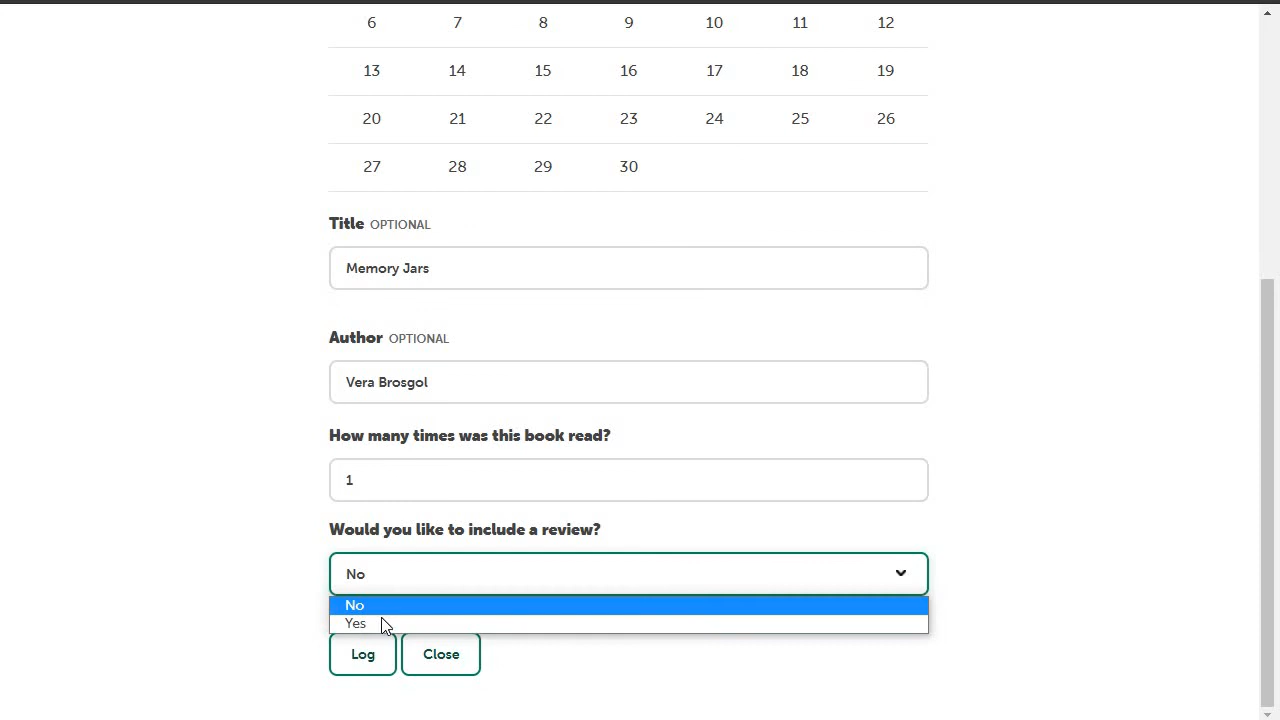 6 7 8 9 10 11 12
13 14 15 16 17 18 19
20 21 22 23 24 25 26
27 28 29 30
Title OPTIONAL
Memory Jars
Author OPTIONAL
Vera Brosgol
How many times was this book read?
1
Would you like to include a review?
No
No
Yes
Log Close